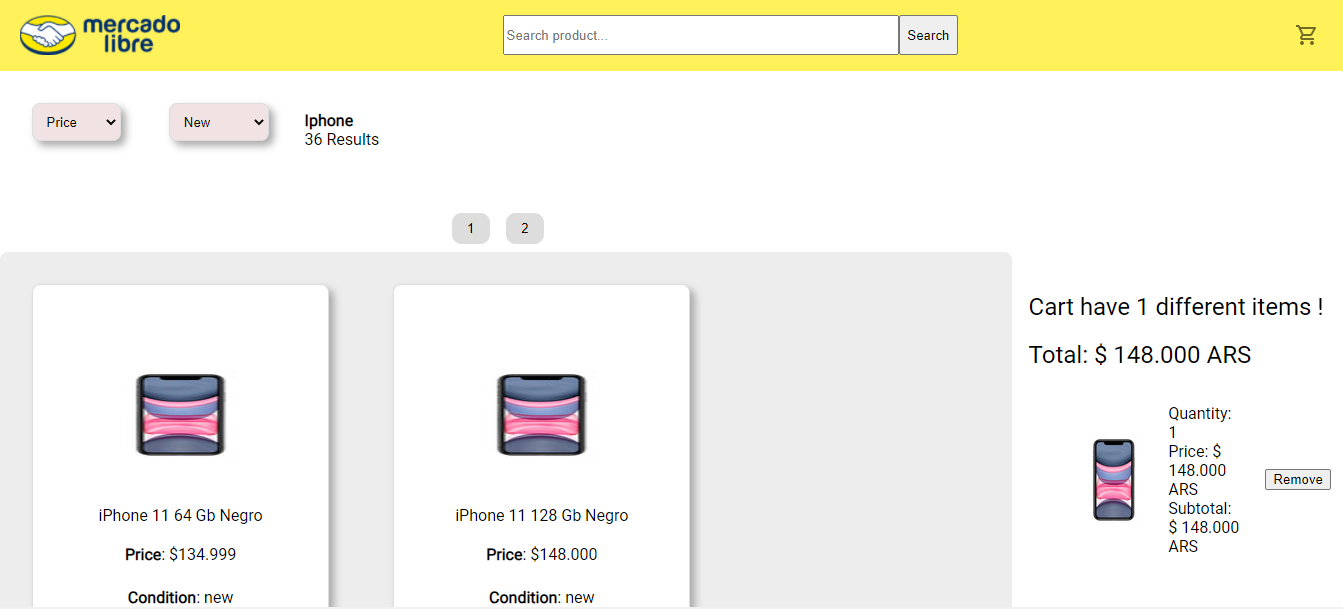 mercado
libre
Search product...
Search
Price
New
Iphone
36 Results
1
2
iPhone 11 64 Gb Negro
Price: $134.999
Condition: new
iPhone 11 128 Gb Negro
Price: $148.000
Condition: new
Cart have 1 different items !
Total: $ 148.000 ARS
Quantity:
1
Price: $
148.000
ARS
Subtotal:
$ 148.000
ARS
Remove